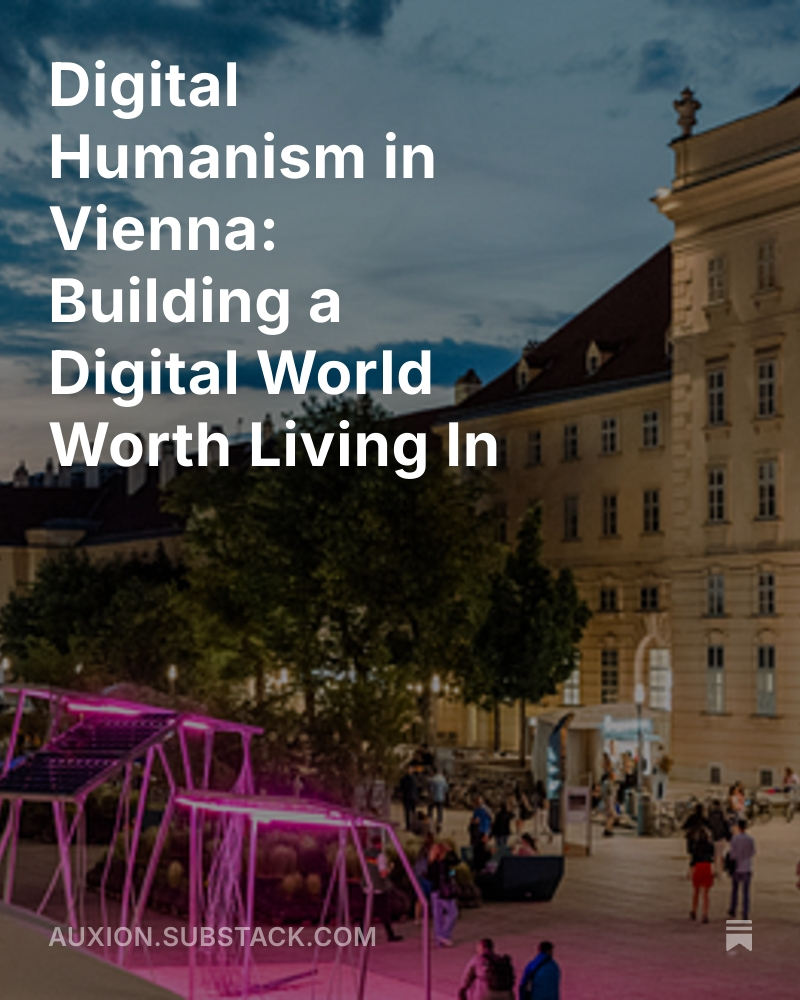 Digital
Humanism in
Vienna:
Building a
Digital World
Worth Living In
AUXION.SUBSTACK.COM